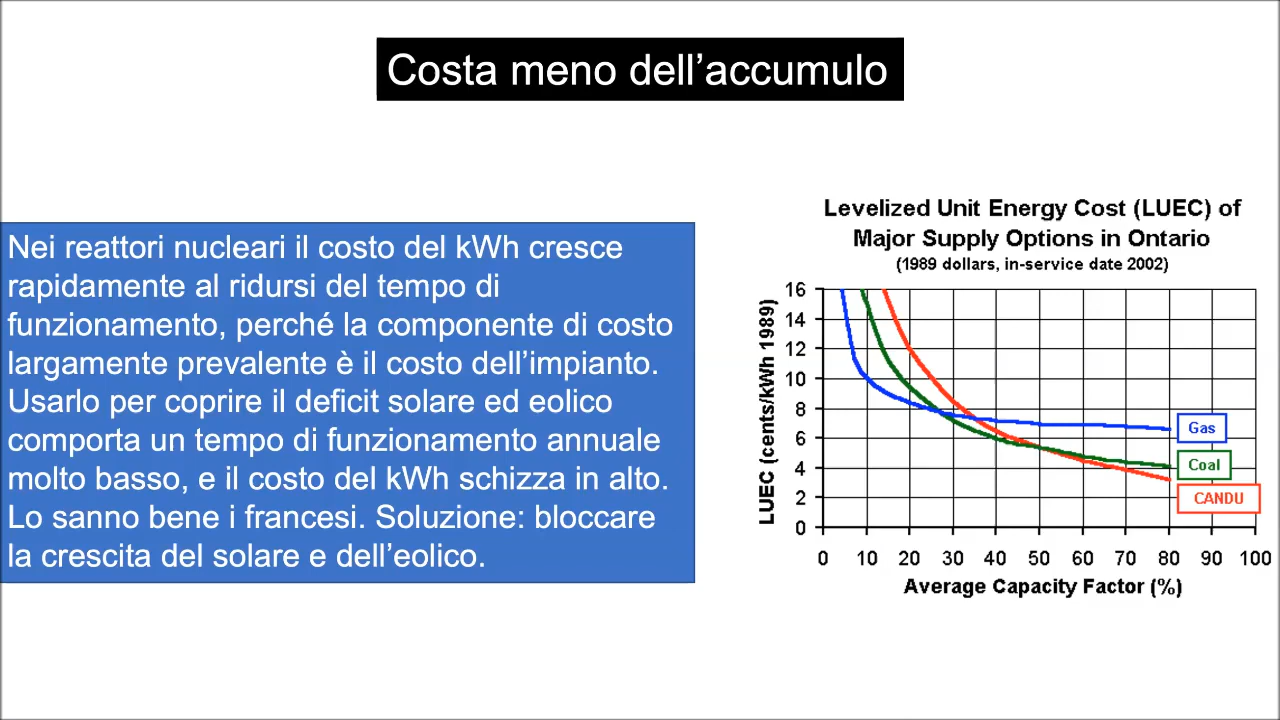 Costa meno dell’accumulo
Nei reattori nucleari il costo del kWh cresce
rapidamente al ridursi del tempo di
funzionamento, perché la componente di costo
largamente prevalente è il costo dell’impianto.
Usarlo per coprire il deficit solare ed eolico
comporta un tempo di funzionamento annuale
molto basso, e il costo del kWh schizza in alto.
Lo sanno bene i francesi. Soluzione: bloccare
la crescita del solare e dell’eolico.
Levelized Unit Energy Cost (LUEC) of
Major Supply Options in Ontario
(1989 dollars, in-service date 2002)
LUEC (cents/kWh 1989)
16
14
12
10
8
6
4
2
0
Gas
Coal
CANDU
0 10 20 30 40 50 60 70 80 90 100
Average Capacity Factor (%)